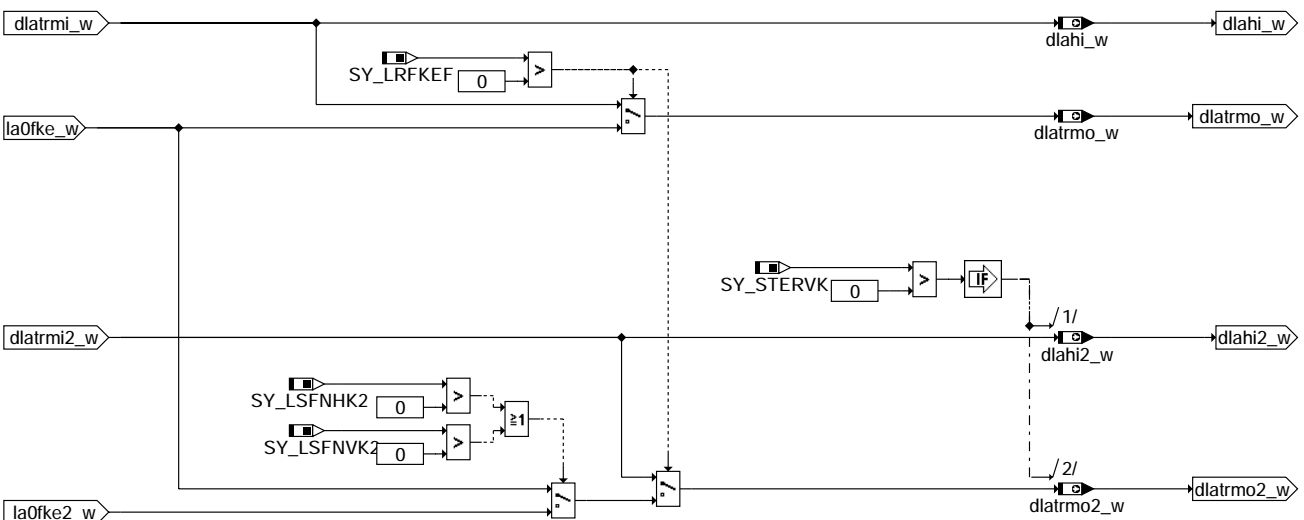 dlatrmi_w
dlahi_w
dlahi_w
SY_LRFKEF
0
>
la0fke_w
dlatrmo_w
dlatrmo_w
SY_STERVK
0
>
IF
/1/
dlatrmi2_w
dlahi2_w
dlahi2_w
SY_LSFNHK2
0
>
≥1
SY_LSFNVK2
0
>
/2/
dlatrmo2_w
dlatrmo2_w
la0fke2_w